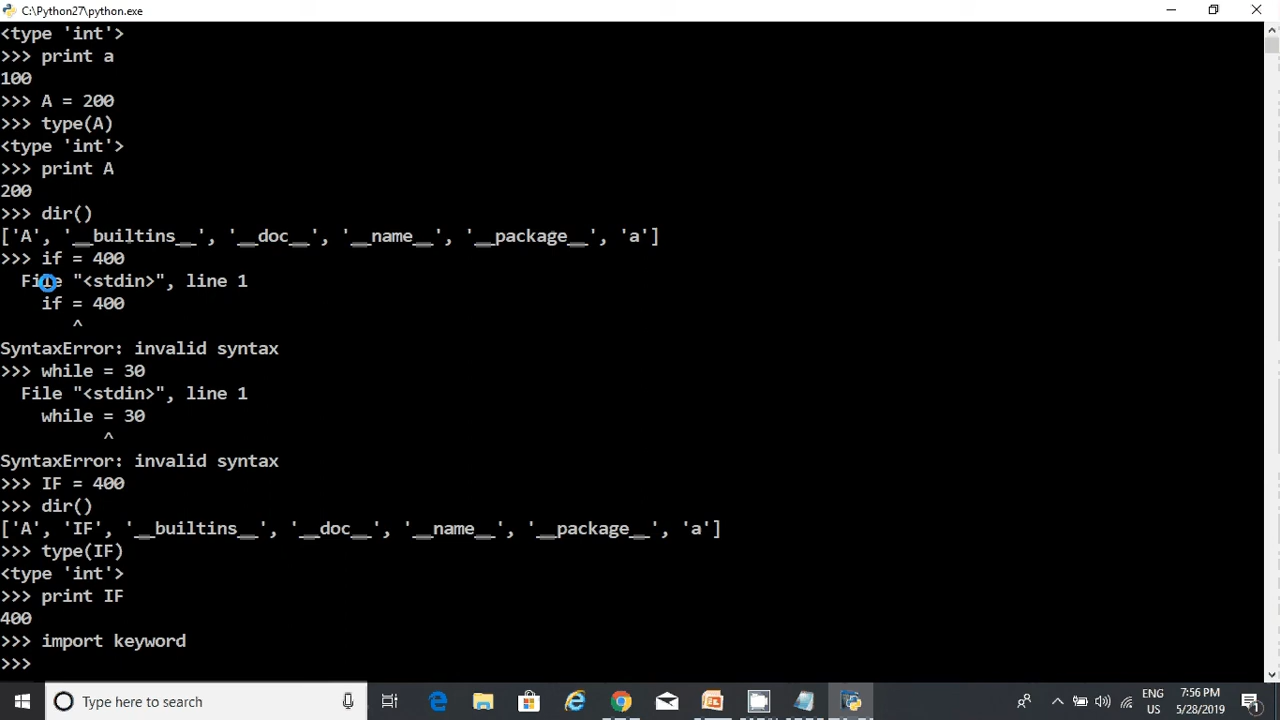 C:\Python27\python.exe
<type 'int'>
>>> print a
100
>>> A = 200
>>> type(A)
<type 'int'>
>>> print A
200
>>> dir()
['A', '__builtins__', '__doc__', '__name__', '__package__', 'a']
>>> if = 400
  File "<stdin>", line 1
    if = 400
       ^
SyntaxError: invalid syntax
>>> while = 30
  File "<stdin>", line 1
    while = 30
          ^
SyntaxError: invalid syntax
>>> IF = 400
>>> dir()
['A', 'IF', '__builtins__', '__doc__', '__name__', '__package__', 'a']
>>> type(IF)
<type 'int'>
>>> print IF
400
>>> import keyword
>>>
Type here to search
ENG
US
7:56 PM
5/28/2019
1